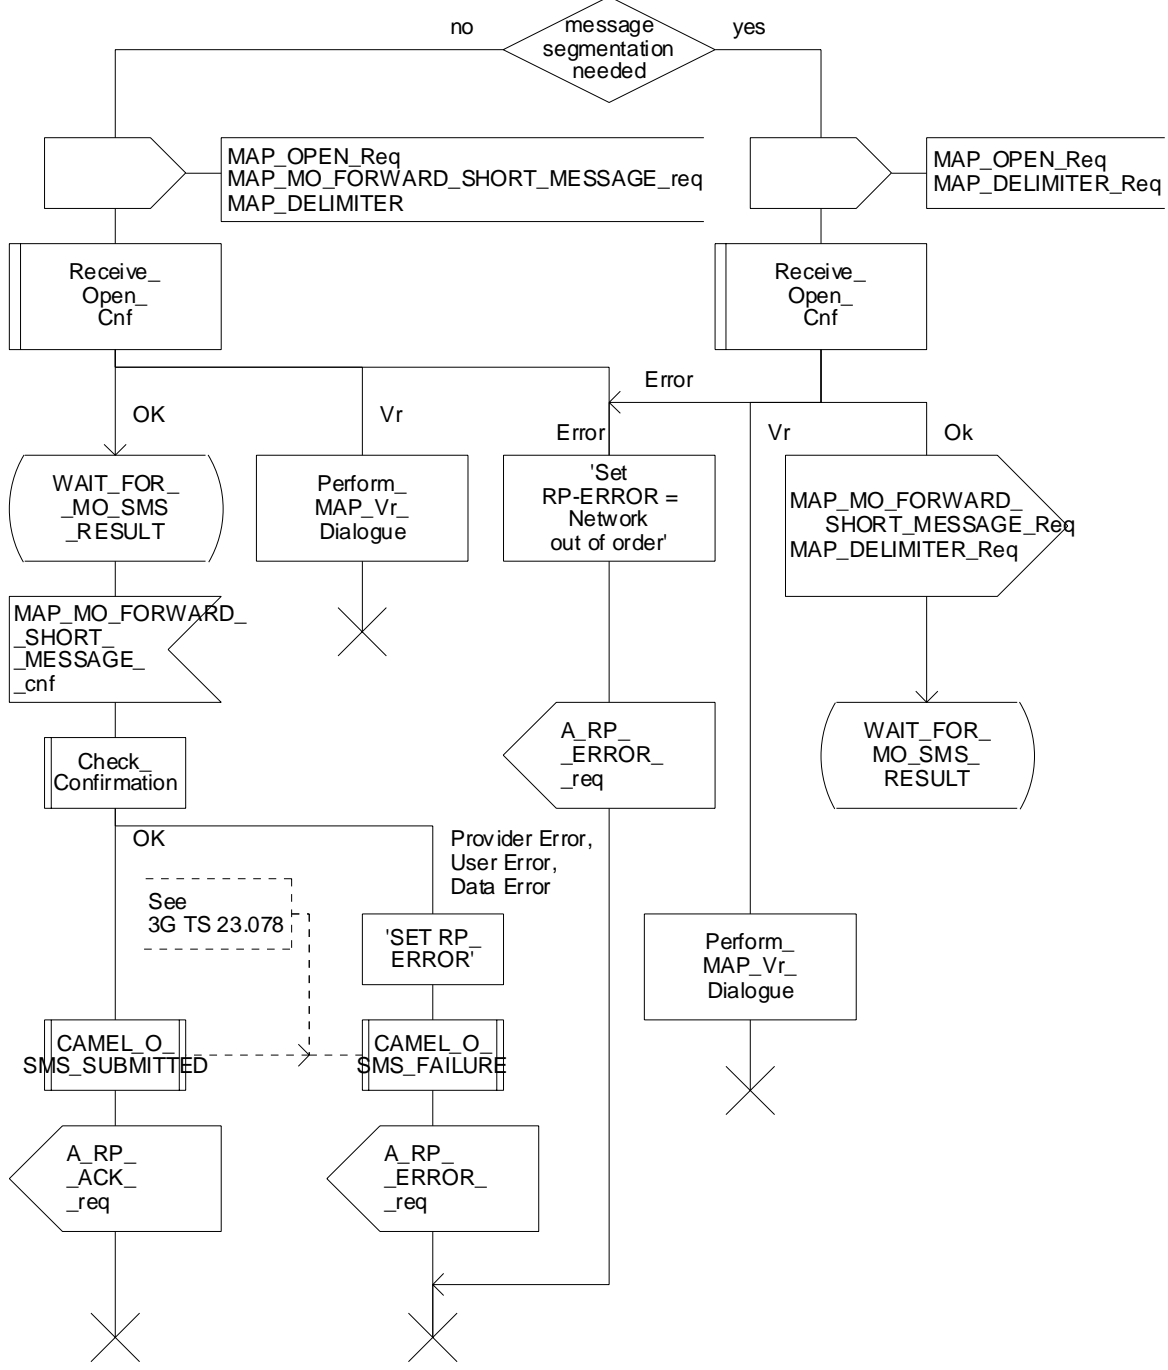 no
message
segmentation
needed
yes
MAP_OPEN_Req
MAP_MO_FORWARD_SHORT_MESSAGE_req
MAP_DELIMITER
MAP_OPEN_Req
MAP_DELIMITER_Req
Receive_
Open_
Cnf
Receive_
Open_
Cnf
Error
OK
Vr
Error
Vr
Ok
WAIT_FOR_
_MO_SMS
_RESULT
Perform_
MAP_Vr_
Dialogue
'Set
RP-ERROR =
Network
out of order'
MAP_MO_FORWARD_
SHORT_MESSAGE_Req
MAP_DELIMITER_Req
MAP_MO_FORWARD_
_SHORT_
_MESSAGE_
_cnf
A_RP_
_ERROR_
_req
WAIT_FOR_
MO_SMS_
RESULT
Check_
Confirmation
OK
Provider Error,
User Error,
Data Error
See
3G TS 23.078
'SET RP_
ERROR'
Perform_
MAP_Vr_
Dialogue
CAMEL_O_
SMS_SUBMITTED
CAMEL_O_
SMS_FAILURE
A_RP_
_ACK_
_req
A_RP_
_ERROR_
_req